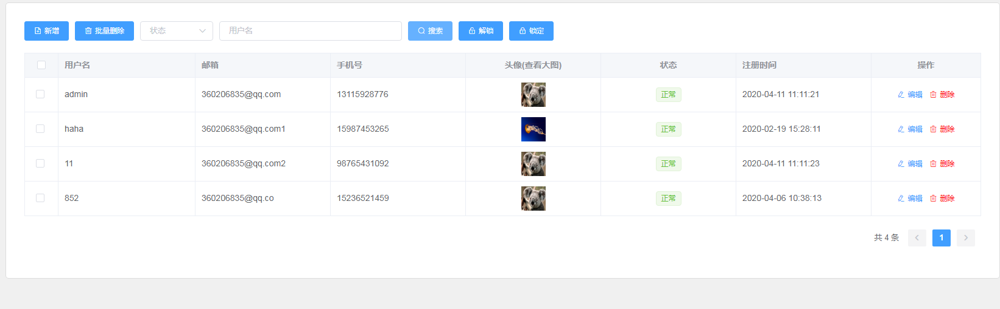 新增 批量删除 状态 用户名 搜索 解锁 锁定
用户名 邮箱 手机号 头像(查看大图) 状态 注册时间 操作
admin 360206835@qq.com 13115928776 正常 2020-04-11 11:11:21 编辑 删除
haha 360206835@qq.com1 15987453265 正常 2020-02-19 15:28:11 编辑 删除
11 360206835@qq.com2 98765431092 正常 2020-04-11 11:11:23 编辑 删除
852 360206835@qq.co 15236521459 正常 2020-04-06 10:38:13 编辑 删除
共 4 条 1